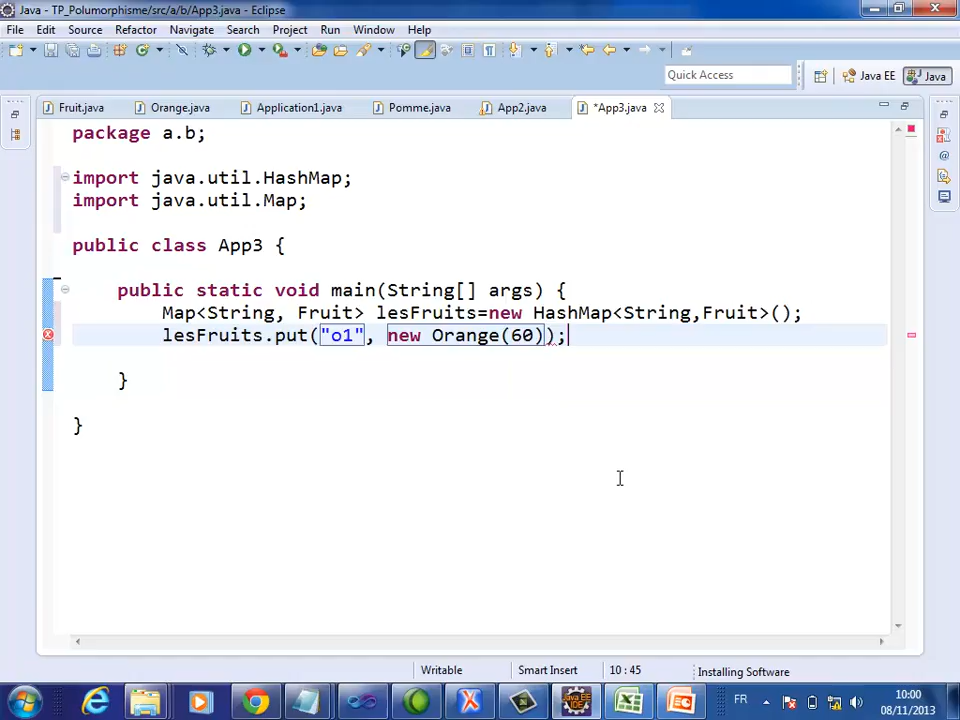 Java - TP_Polumorphisme/src/a/b/App3.java - Eclipse
File Edit Source Refactor Navigate Search Project Run Window Help
Quick Access Java EE Java
Fruit.java Orange.java Application1.java Pomme.java App2.java *App3.java
package a.b;
import java.util.HashMap;
import java.util.Map;
public class App3 {
public static void main(String[] args) {
Map<String, Fruit> lesFruits=new HashMap<String,Fruit>();
lesFruits.put("o1", new Orange(60));
}
}
Writable Smart Insert 10 : 45 Installing Software
FR 10:00
08/11/2013